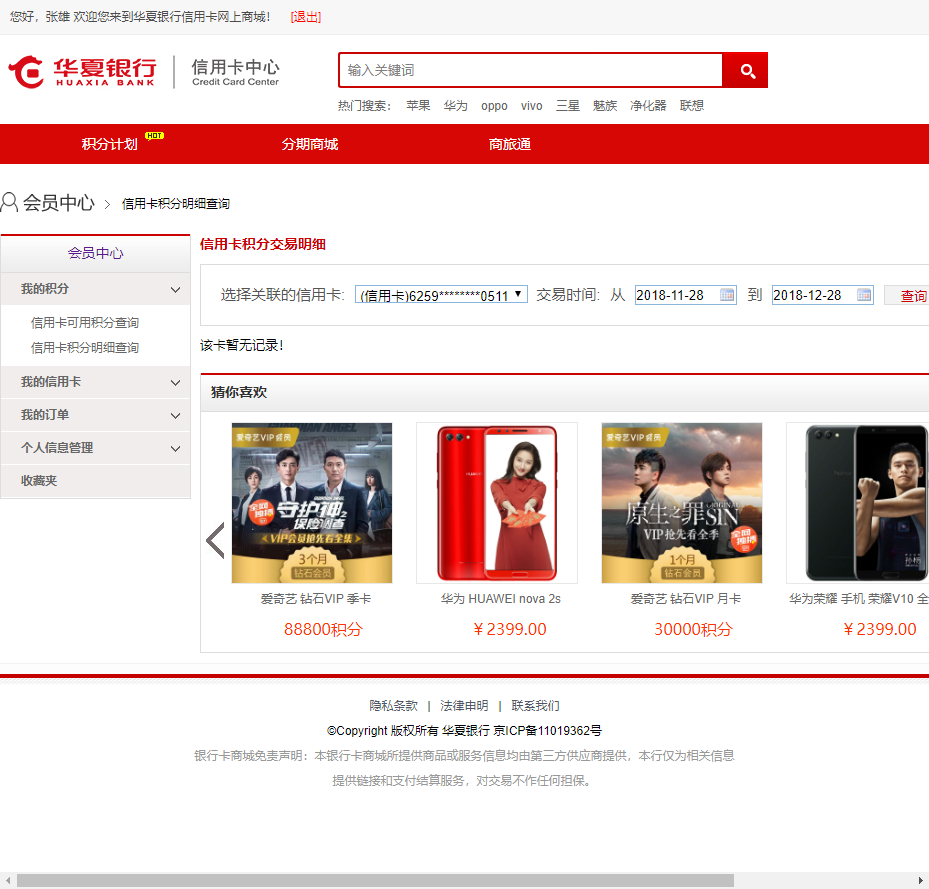 您好，张雄 欢迎您来到华夏银行信用卡网上商城！ [退出]
华夏银行 信用卡中心
HUAXIA BANK Credit Card Center
输入关键词
热门搜索： 苹果 华为 oppo vivo 三星 魅族 净化器 联想
积分计划 HOT 分期商城 商旅通
会员中心 > 信用卡积分明细查询
会员中心
我的积分
信用卡可用积分查询
信用卡积分明细查询
我的信用卡
我的订单
个人信息管理
收藏夹
信用卡积分交易明细
选择关联的信用卡: (信用卡)6259********0511 交易时间: 从 2018-11-28 到 2018-12-28 查询
该卡暂无记录!
猜你喜欢
爱奇艺VIP会员
全网独播
守护神2
保险调查
VIP会员抢先看全集
3个月
钻石会员
爱奇艺VIP会员
原生之罪
ORIGINAL
SIN
VIP抢先看全季
全网独播
1个月
钻石会员
孙杨
爱奇艺 钻石VIP 季卡 华为 HUAWEI nova 2s 爱奇艺 钻石VIP 月卡 华为荣耀 手机 荣耀V10 全
88800积分 ￥2399.00 30000积分 ￥2399.00
隐私条款 | 法律申明 | 联系我们
©Copyright 版权所有 华夏银行 京ICP备11019362号
银行卡商城免责声明：本银行卡商城所提供商品或服务信息均由第三方供应商提供，本行仅为相关信息
提供链接和支付结算服务，对交易不作任何担保。